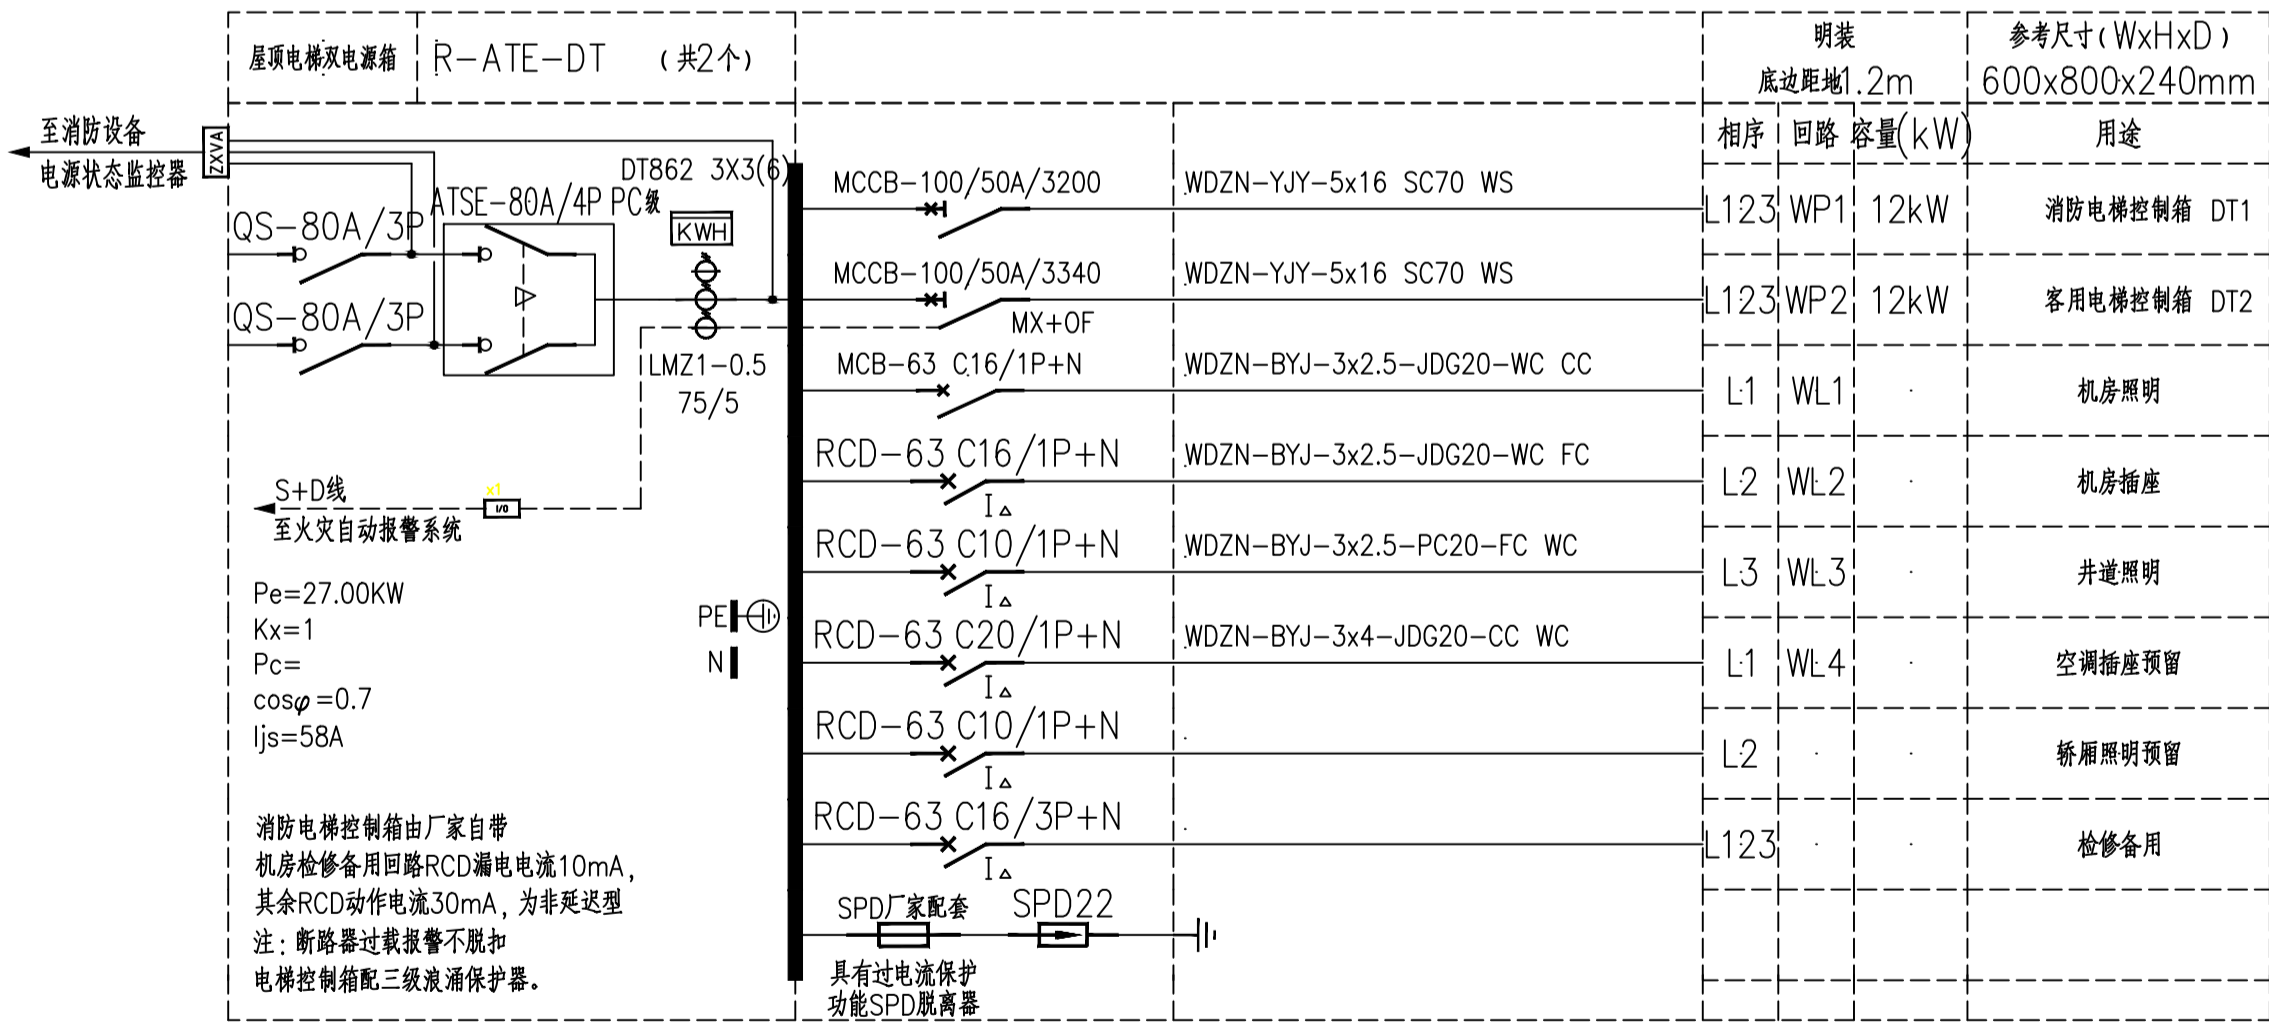 屋顶电梯双电源箱 R-ATE-DT （共2个）
明装
底边距地1.2m
参考尺寸(WxHxD)
600x800x240mm
相序 回路 容量(kW) 用途
至消防设备
电源状态监控器
ZXVA
QS-80A/3P
QS-80A/3P
ATSE-80A/4P PC级
DT862 3X3(6)
KWH
LMZ1-0.5
75/5
MCCB-100/50A/3200 WDZN-YJY-5x16 SC70 WS L123 WP1 12kW 消防电梯控制箱 DT1
MCCB-100/50A/3340 WDZN-YJY-5x16 SC70 WS L123 WP2 12kW 客用电梯控制箱 DT2
MX+OF
MCB-63 C16/1P+N WDZN-BYJ-3x2.5-JDG20-WC CC L1 WL1 机房照明
RCD-63 C16/1P+N WDZN-BYJ-3x2.5-JDG20-WC FC L2 WL2 机房插座
I△
RCD-63 C10/1P+N WDZN-BYJ-3x2.5-PC20-FC WC L3 WL3 井道照明
I△
RCD-63 C20/1P+N WDZN-BYJ-3x4-JDG20-CC WC L1 WL4 空调插座预留
I△
RCD-63 C10/1P+N L2 轿厢照明预留
I△
RCD-63 C16/3P+N L123 检修备用
I△
SPD厂家配套 SPD22
具有过电流保护
功能SPD脱离器
S+D线
x1
I/O
至火灾自动报警系统
PE
N
Pe=27.00KW
Kx=1
Pc=
cosφ=0.7
Ijs=58A
消防电梯控制箱由厂家自带
机房检修备用回路RCD漏电电流10mA,
其余RCD动作电流30mA, 为非延迟型
注: 断路器过载报警不脱扣
电梯控制箱配三级浪涌保护器。